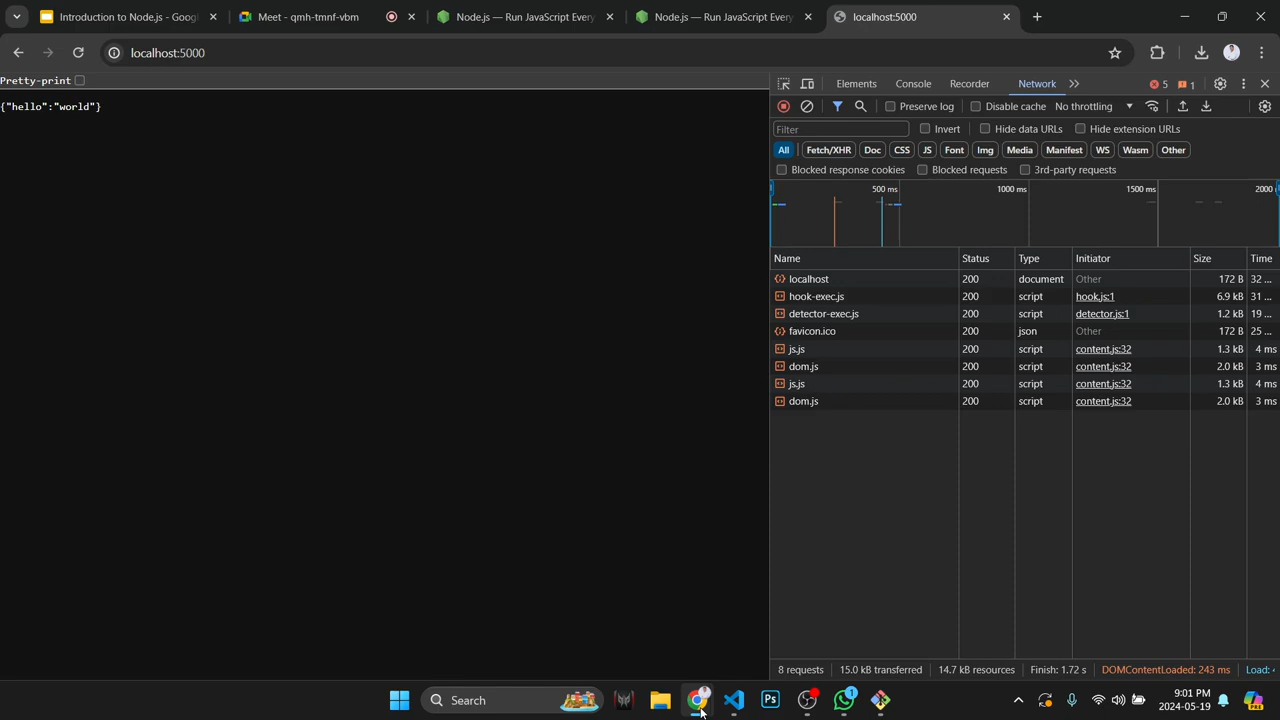 Introduction to Node.js - Googl
Meet - qmh-tmnf-vbm
Node.js — Run JavaScript Every
Node.js — Run JavaScript Every
localhost:5000
localhost:5000
Pretty-print
{"hello":"world"}
Elements
Console
Recorder
Network
5
1
Preserve log
Disable cache
No throttling
Filter
Invert
Hide data URLs
Hide extension URLs
All
Fetch/XHR
Doc
CSS
JS
Font
Img
Media
Manifest
WS
Wasm
Other
Blocked response cookies
Blocked requests
3rd-party requests
500 ms
1000 ms
1500 ms
2000
Name Status Type Initiator Size Time
localhost 200 document Other 172 B 32 ...
hook-exec.js 200 script hook.js:1 6.9 kB 31 ...
detector-exec.js 200 script detector.js:1 1.2 kB 19 ...
favicon.ico 200 json Other 172 B 25 ...
js.js 200 script content.js:32 1.3 kB 4 ms
dom.js 200 script content.js:32 2.0 kB 3 ms
js.js 200 script content.js:32 1.3 kB 4 ms
dom.js 200 script content.js:32 2.0 kB 3 ms
8 requests
15.0 kB transferred
14.7 kB resources
Finish: 1.72 s
DOMContentLoaded: 243 ms
Load:
Search
Ps
1
9:01 PM
2024-05-19
PRE